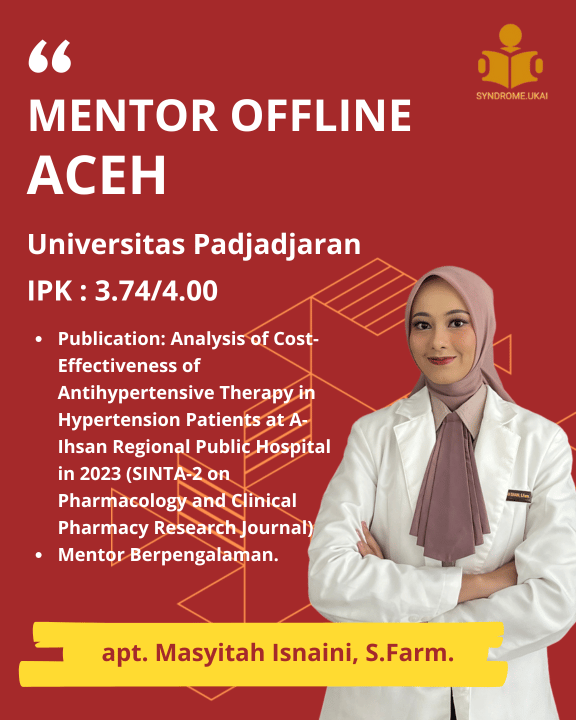 “
SYNDROME.UKAI
MENTOR OFFLINE
ACEH
Universitas Padjadjaran
IPK : 3.74/4.00
• Publication: Analysis of Cost-
Effectiveness of
Antihypertensive Therapy in
Hypertension Patients at A-
Ihsan Regional Public Hospital
in 2023 (SINTA-2 on
Pharmacology and Clinical
Pharmacy Research Journal)
• Mentor Berpengalaman.
apt. Masyitah Isnaini, S.Farm.